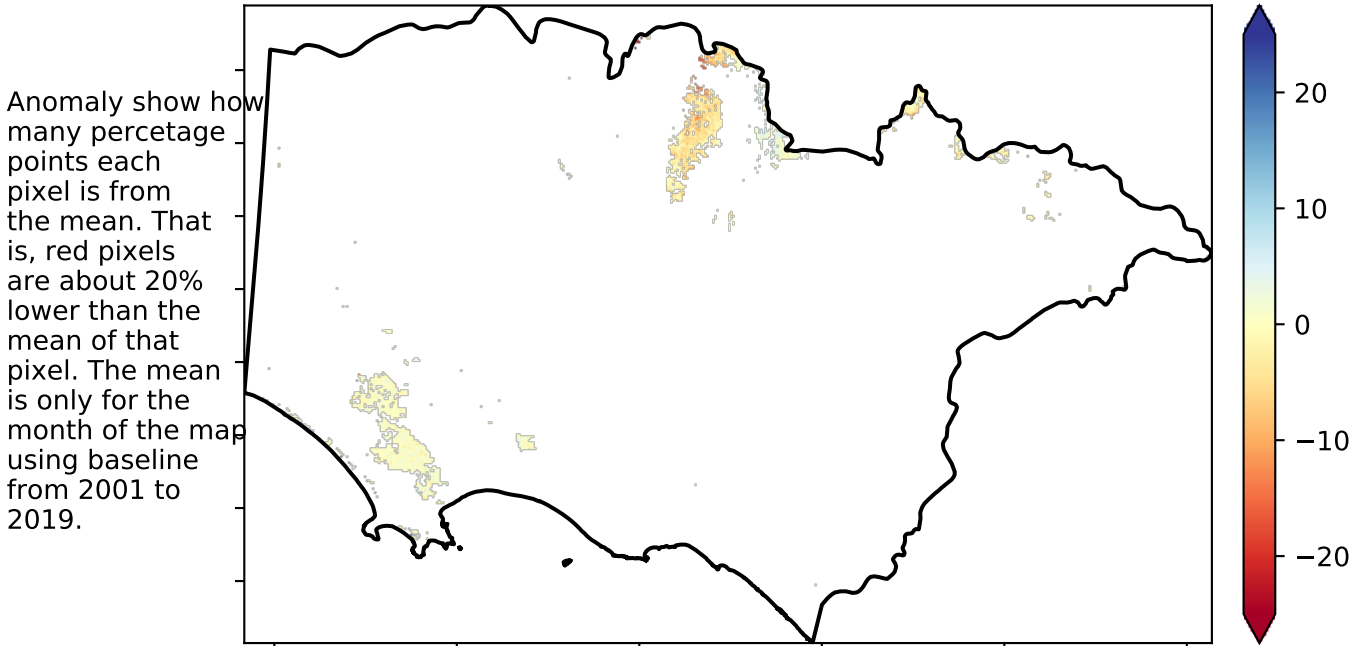 Anomaly show how
many percetage
points each
pixel is from
the mean. That
is, red pixels
are about 20%
lower than the
mean of that
pixel. The mean
is only for the
month of the map
using baseline
from 2001 to
2019.
20
10
0
−10
−20